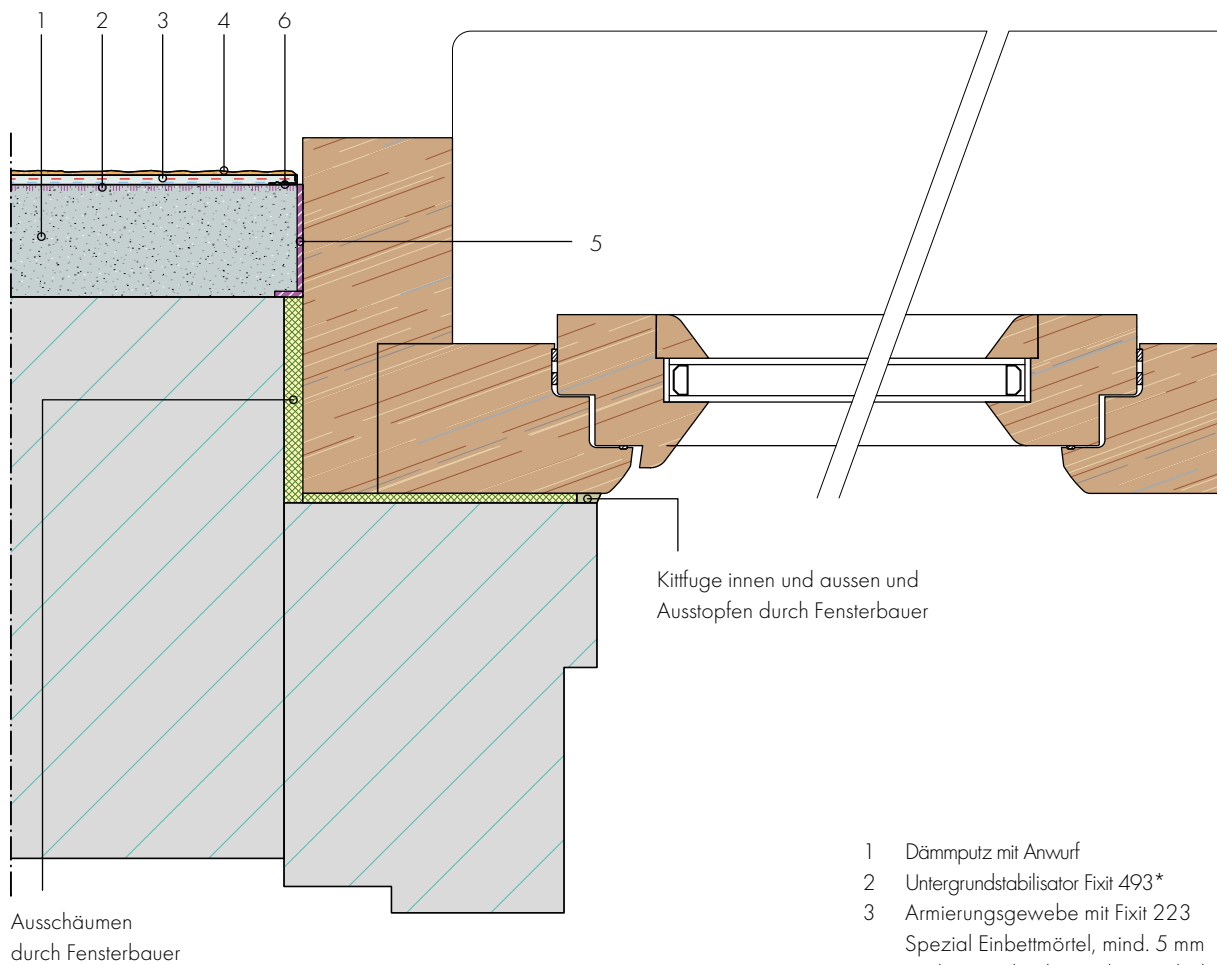 1 2 3 4 6
5
Kittfuge innen und aussen und
Ausstopfen durch Fensterbauer
Ausschäumen
durch Fensterbauer
1 Dämmputz mit Anwurf
2 Untergrundstabilisator Fixit 493*
3 Armierungsgewebe mit Fixit 223
Spezial Einbettmörtel, mind. 5 mm